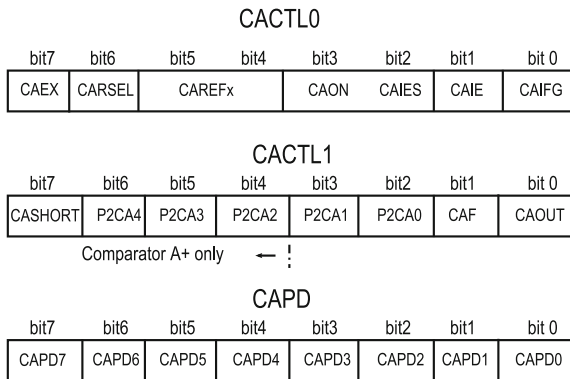 CACTL0
bit7 bit6 bit5 bit4 bit3 bit2 bit1 bit 0
CAEX CARSEL CAREFx CAON CAIES CAIE CAIFG
CACTL1
bit7 bit6 bit5 bit4 bit3 bit2 bit1 bit 0
CASHORT P2CA4 P2CA3 P2CA2 P2CA1 P2CA0 CAF CAOUT
Comparator A+ only
CAPD
bit7 bit6 bit5 bit4 bit3 bit2 bit1 bit 0
CAPD7 CAPD6 CAPD5 CAPD4 CAPD3 CAPD2 CAPD1 CAPD0